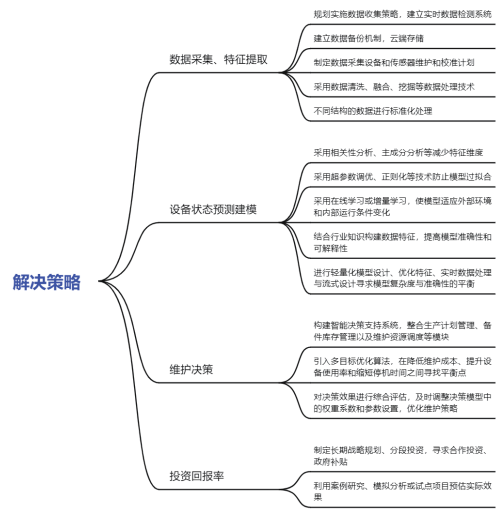 规划实施数据收集策略，建立实时数据检测系统
建立数据备份机制，云端存储
数据采集、特征提取
制定数据采集设备和传感器维护和校准计划
采用数据清洗、融合、挖掘等数据处理技术
不同结构的数据进行标准化处理
采用相关性分析、主成分分析等减少特征维度
采用超参数调优、正则化等技术防止模型过拟合
设备状态预测建模
采用在线学习或增量学习，使模型适应外部环境
和内部运行条件变化
结合行业知识构建数据特征，提高模型准确性和
可解释性
进行轻量化模型设计、优化特征、实时数据处理
与流式设计寻求模型复杂度与准确性的平衡
解决策略
构建智能决策支持系统，整合生产计划管理、备
件库存管理以及维护资源调度等模块
维护决策
引入多目标优化算法，在降低维护成本、提升设
备使用率和缩短停机时间之间寻找平衡点
对决策效果进行综合评估，及时调整决策模型中
的权重系数和参数设置，优化维护策略
投资回报率
制定长期战略规划、分段投资，寻求合作投资、
政府补贴
利用案例研究、模拟分析或试点项目预估实际效
果